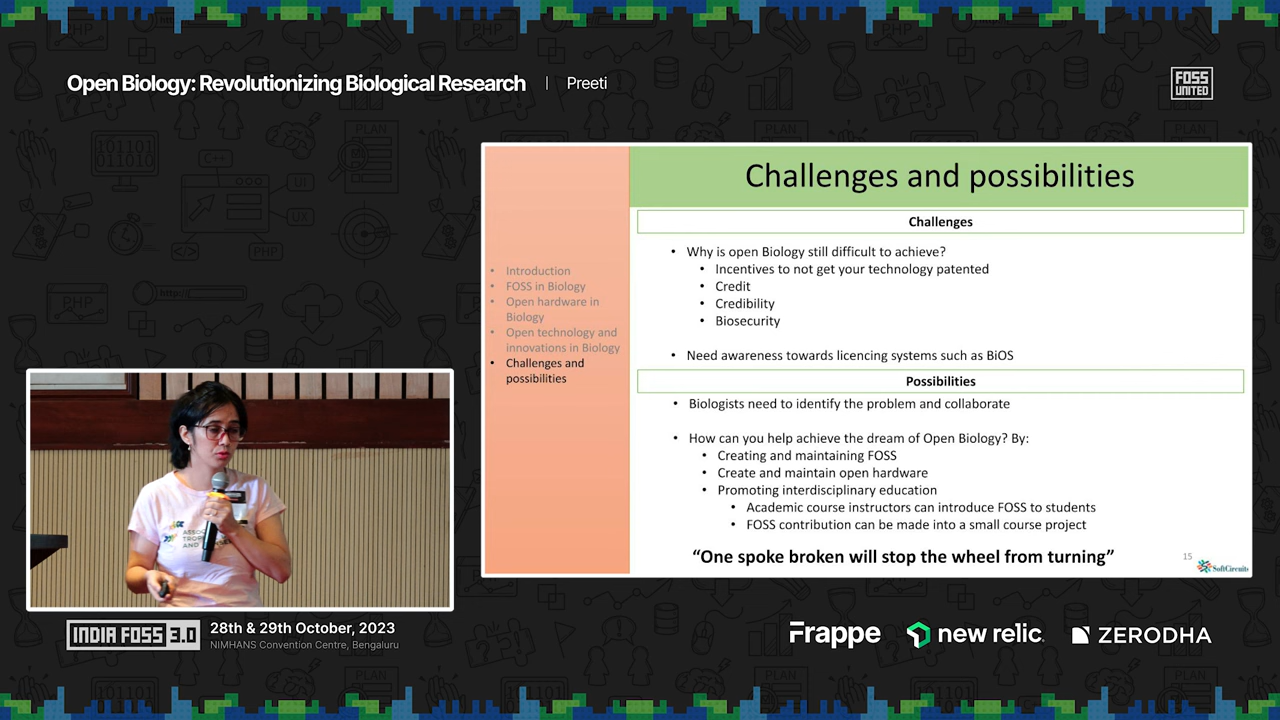 Open Biology: Revolutionizing Biological Research | Preeti
FOSS
UNITED
Challenges and possibilities
Introduction
FOSS in Biology
Open hardware in
Biology
Open technology and
innovations in Biology
Challenges and
possibilities
Challenges
Why is open Biology still difficult to achieve?
Incentives to not get your technology patented
Credit
Credibility
Biosecurity
Need awareness towards licencing systems such as BiOS
Possibilities
Biologists need to identify the problem and collaborate
How can you help achieve the dream of Open Biology? By:
Creating and maintaining FOSS
Create and maintain open hardware
Promoting interdisciplinary education
Academic course instructors can introduce FOSS to students
FOSS contribution can be made into a small course project
“One spoke broken will stop the wheel from turning”
15
SoftCircuits
INDIA FOSS 3.0
28th & 29th October, 2023
NIMHANS Convention Centre, Bengaluru
Frappe
new relic
ZERODHA
PHP
PLAN
C++
UI
UX